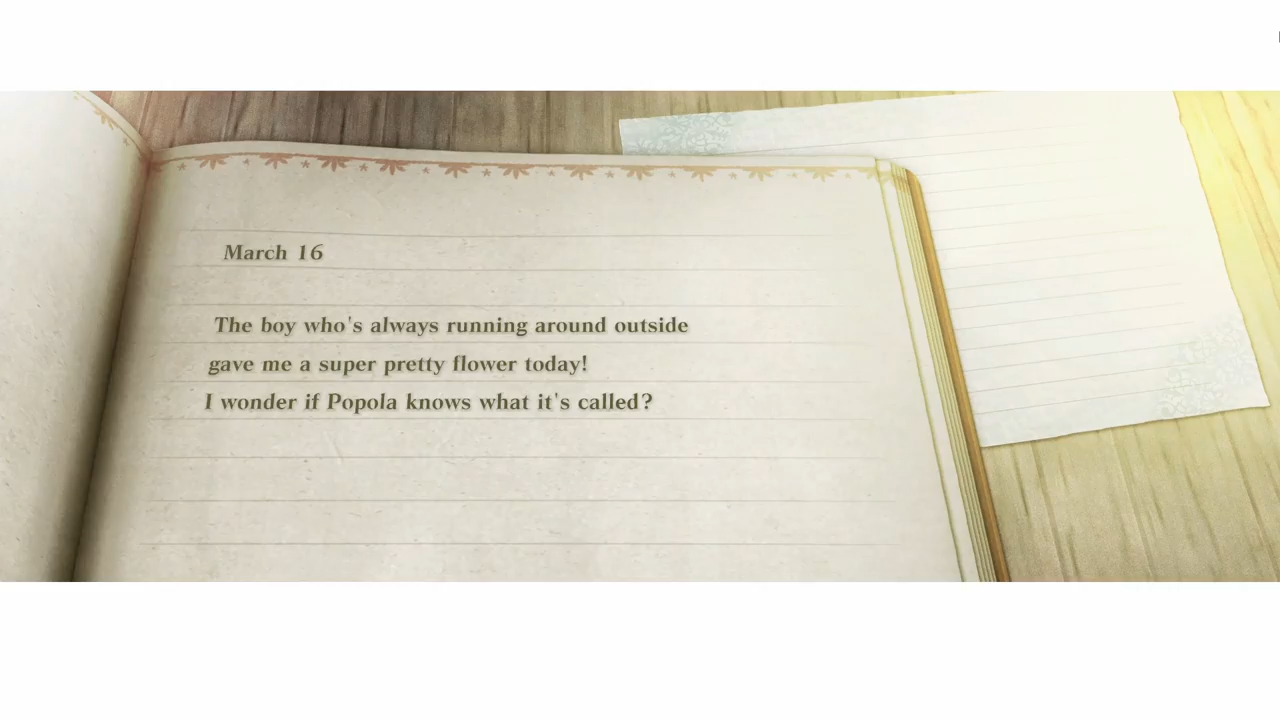 March 16
The boy who's always running around outside
gave me a super pretty flower today!
I wonder if Popola knows what it's called?